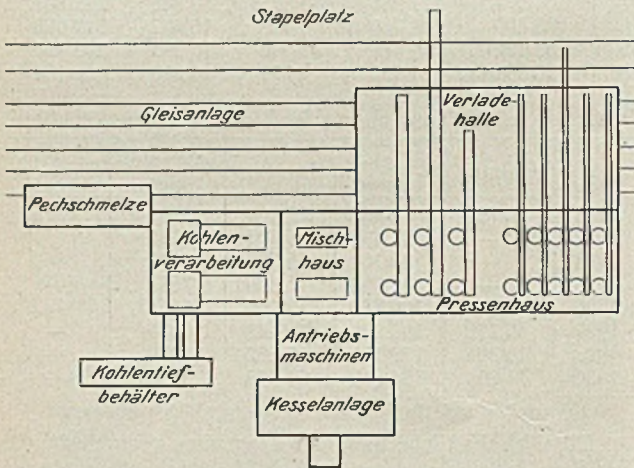 Stapelplatz
Gleisanlage
Verlade-
halle
Pechschmelze
Kohlen-
verarbeitung
Misch-
haus
Pressenhaus
Antriebs-
maschinen
Kohlentief-
behälter
Kesselanlage